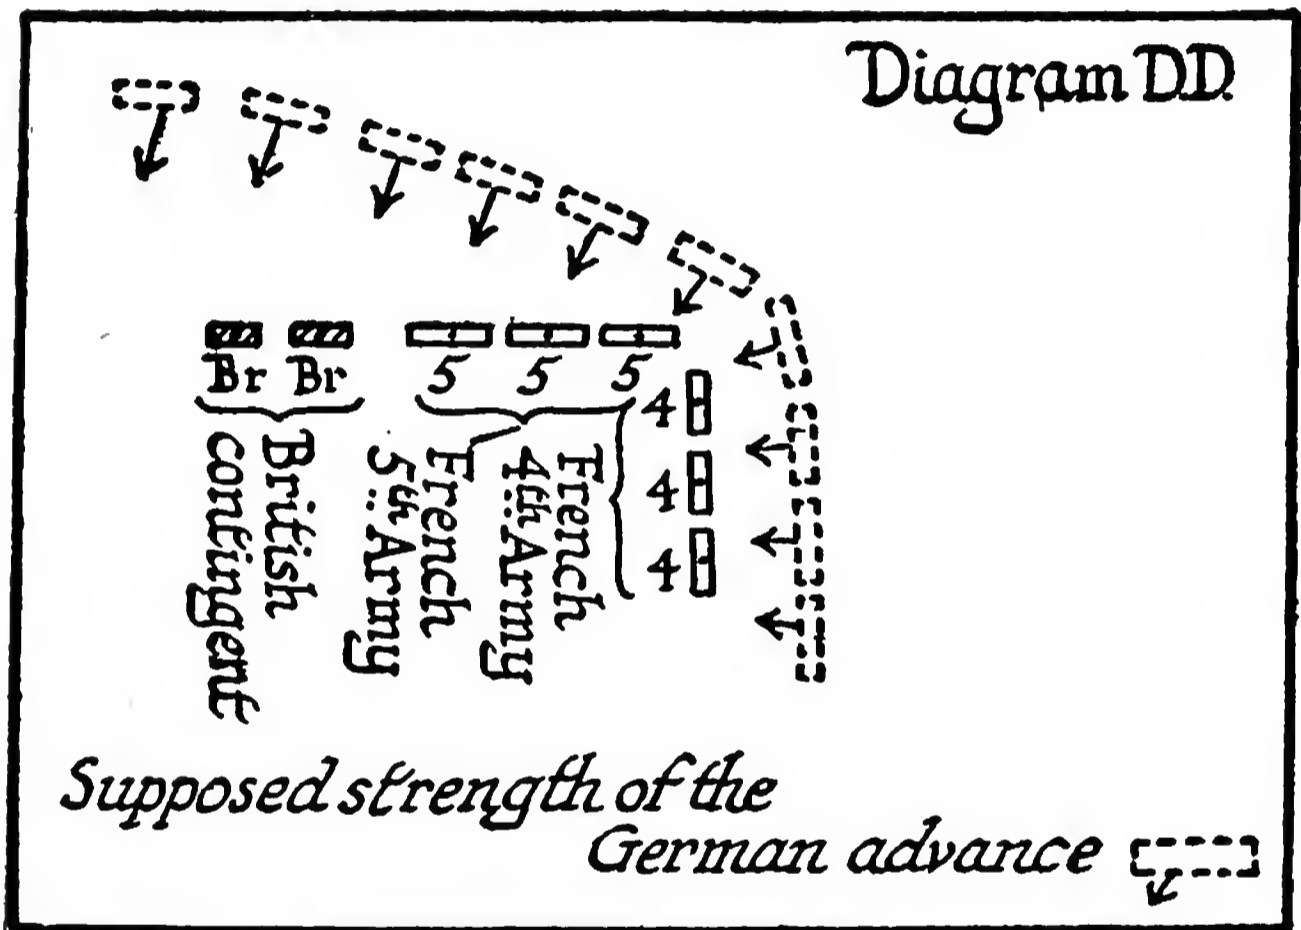 Diagram D.D.
Br Br 5 5 5
4
4
4
British
contingent
French
5th Army
French
4th Army
Supposed strength of the
German advance